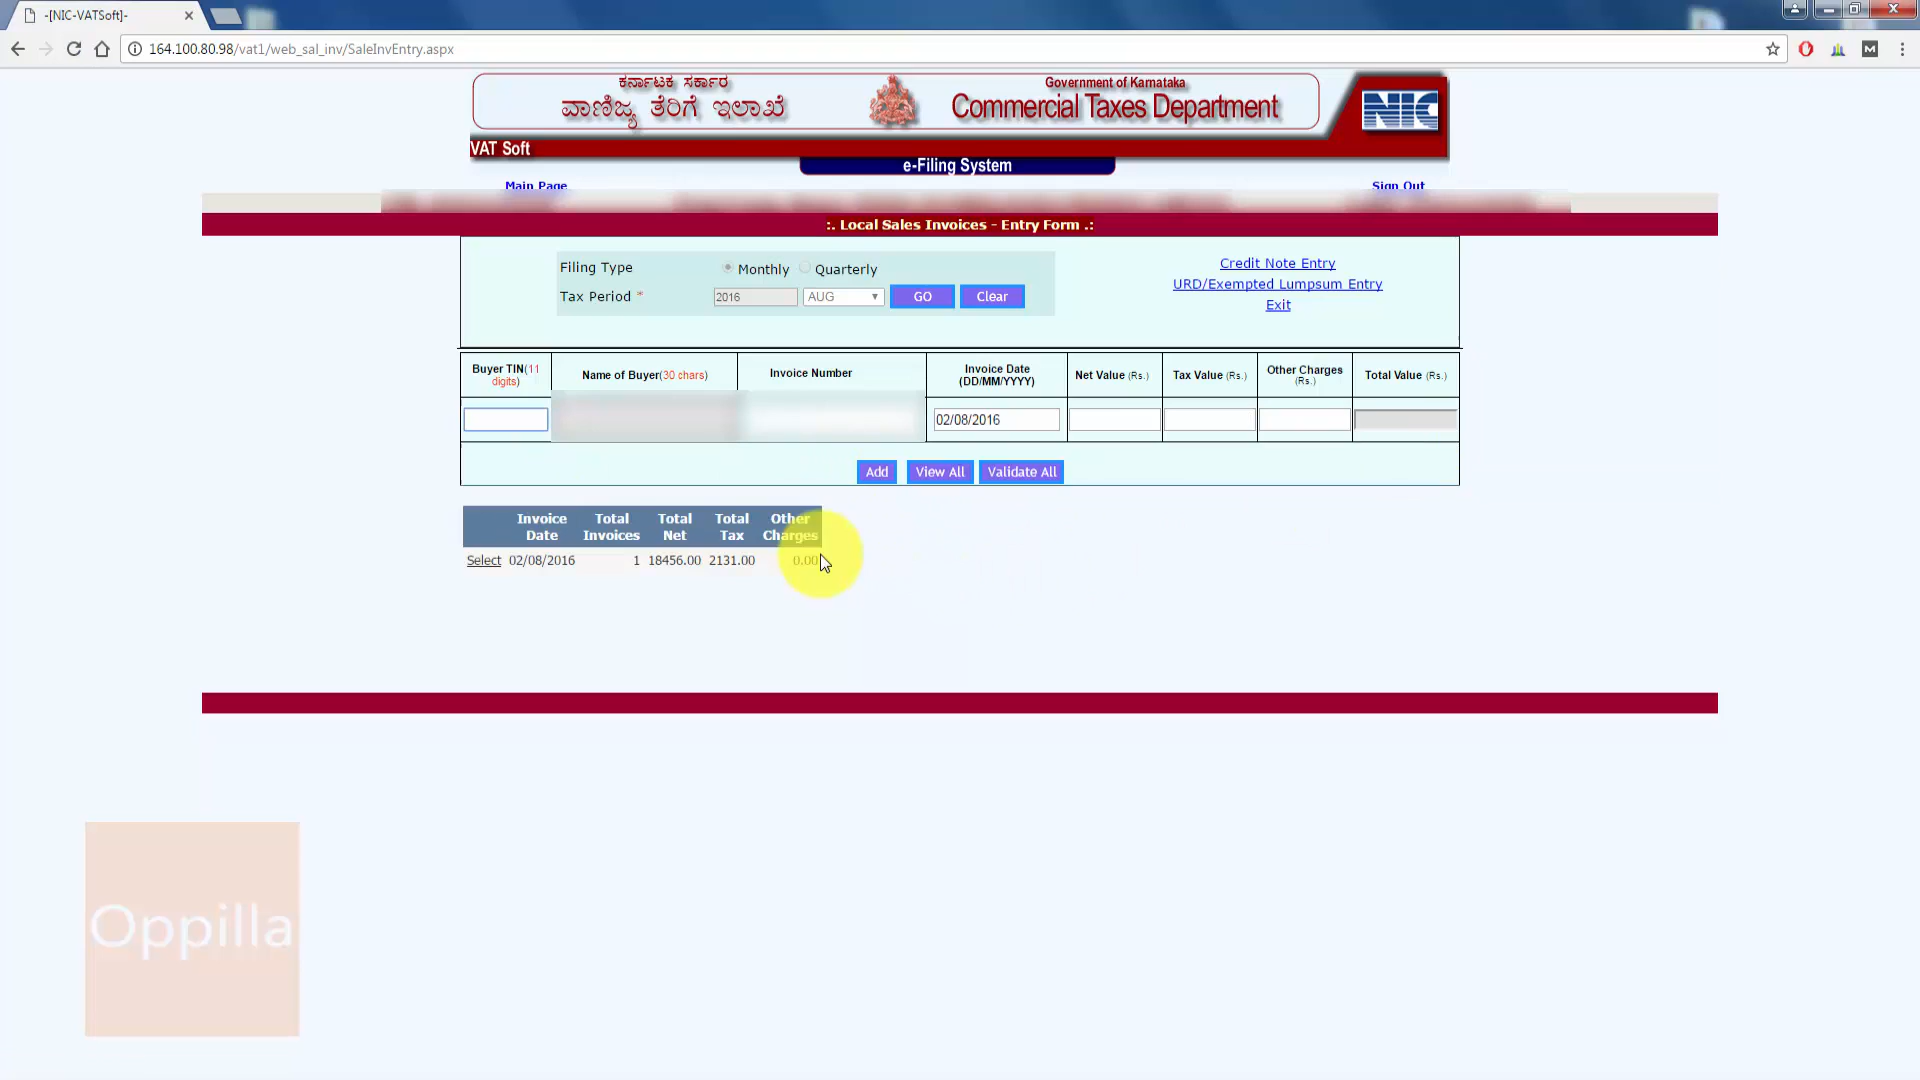 -[NIC-VATSoft]-
164.100.80.98/vat1/web_sal_inv/SaleInvEntry.aspx
ಕರ್ನಾಟಕ ಸರ್ಕಾರ
ವಾಣಿಜ್ಯ ತೆರಿಗೆ ಇಲಾಖೆ
Government of Karnataka
Commercial Taxes Department
NIC
VAT Soft
e-Filing System
Main Page Sign Out
:. Local Sales Invoices - Entry Form .:
Filing Type Monthly Quarterly
Tax Period * 2016 AUG GO Clear
Credit Note Entry
URD/Exempted Lumpsum Entry
Exit
Buyer TIN(11 digits) Name of Buyer(30 chars) Invoice Number Invoice Date (DD/MM/YYYY) Net Value (Rs.) Tax Value (Rs.) Other Charges (Rs.) Total Value (Rs.)
02/08/2016
Add View All Validate All
Invoice Date Total Invoices Total Net Total Tax Other Charges
Select 02/08/2016 1 18456.00 2131.00 0.00
Oppilla